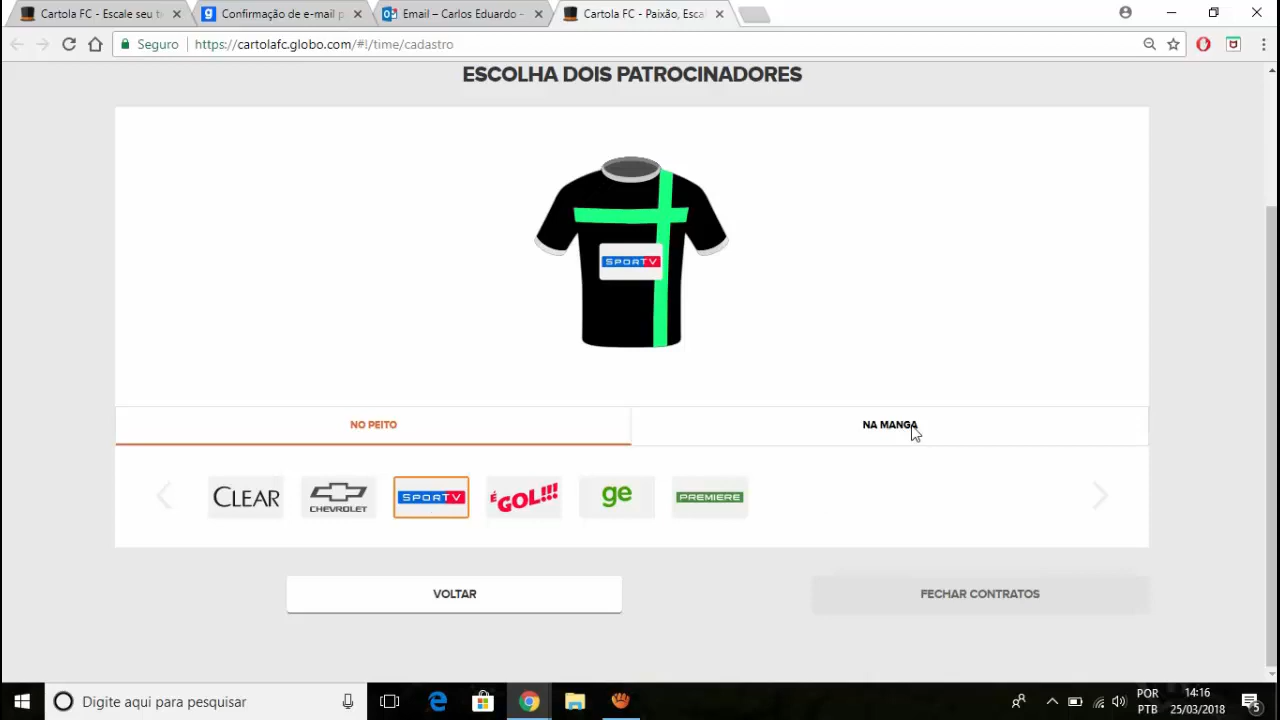 Cartola FC - Escale seu t
Confirmação de e-mail p
Email – Carlos Eduardo -
Cartola FC - Paixão, Esca
Seguro
https://cartolafc.globo.com/#!/time/cadastro
ESCOLHA DOIS PATROCINADORES
SPORTV
NO PEITO
NA MANGA
CLEAR
CHEVROLET
SPORTV
É GOL!!!
ge
PREMIERE
VOLTAR
FECHAR CONTRATOS
Digite aqui para pesquisar
POR
PTB
14:16
25/03/2018
5